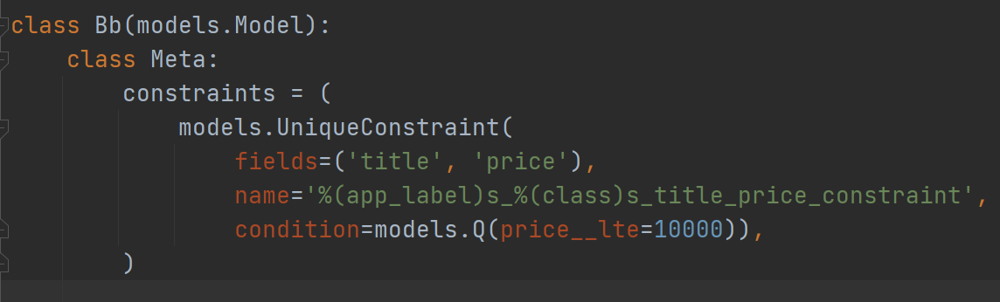 class Bb(models.Model):
    class Meta:
        constraints = (
            models.UniqueConstraint(
                fields=('title', 'price'),
                name='%(app_label)s_%(class)s_title_price_constraint',
                condition=models.Q(price__lte=10000)),
        )